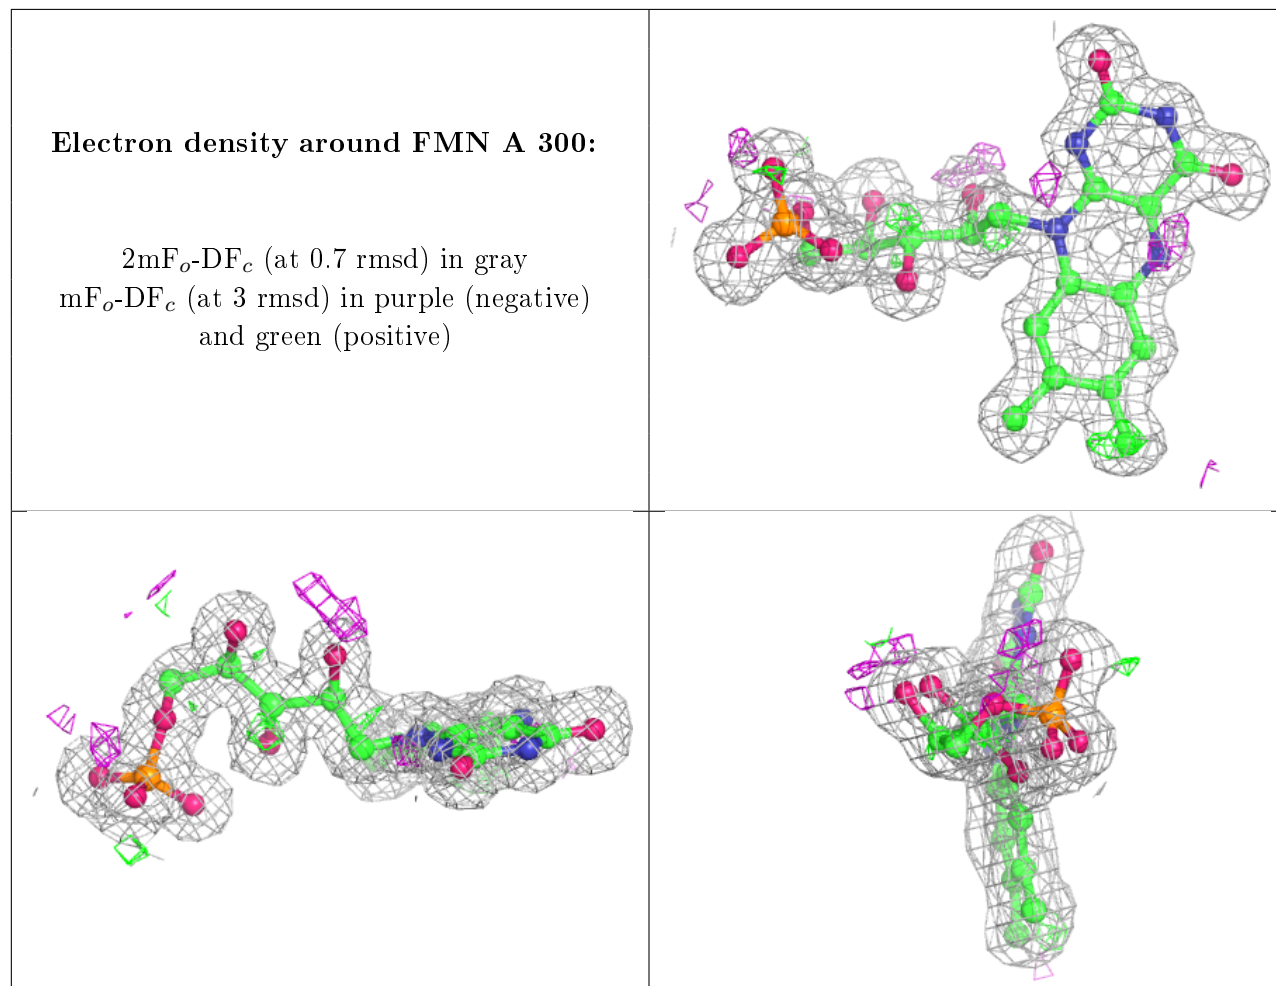 Electron density around FMN A 300:
2mFo-DFc (at 0.7 rmsd) in gray
mFo-DFc (at 3 rmsd) in purple (negative)
and green (positive)